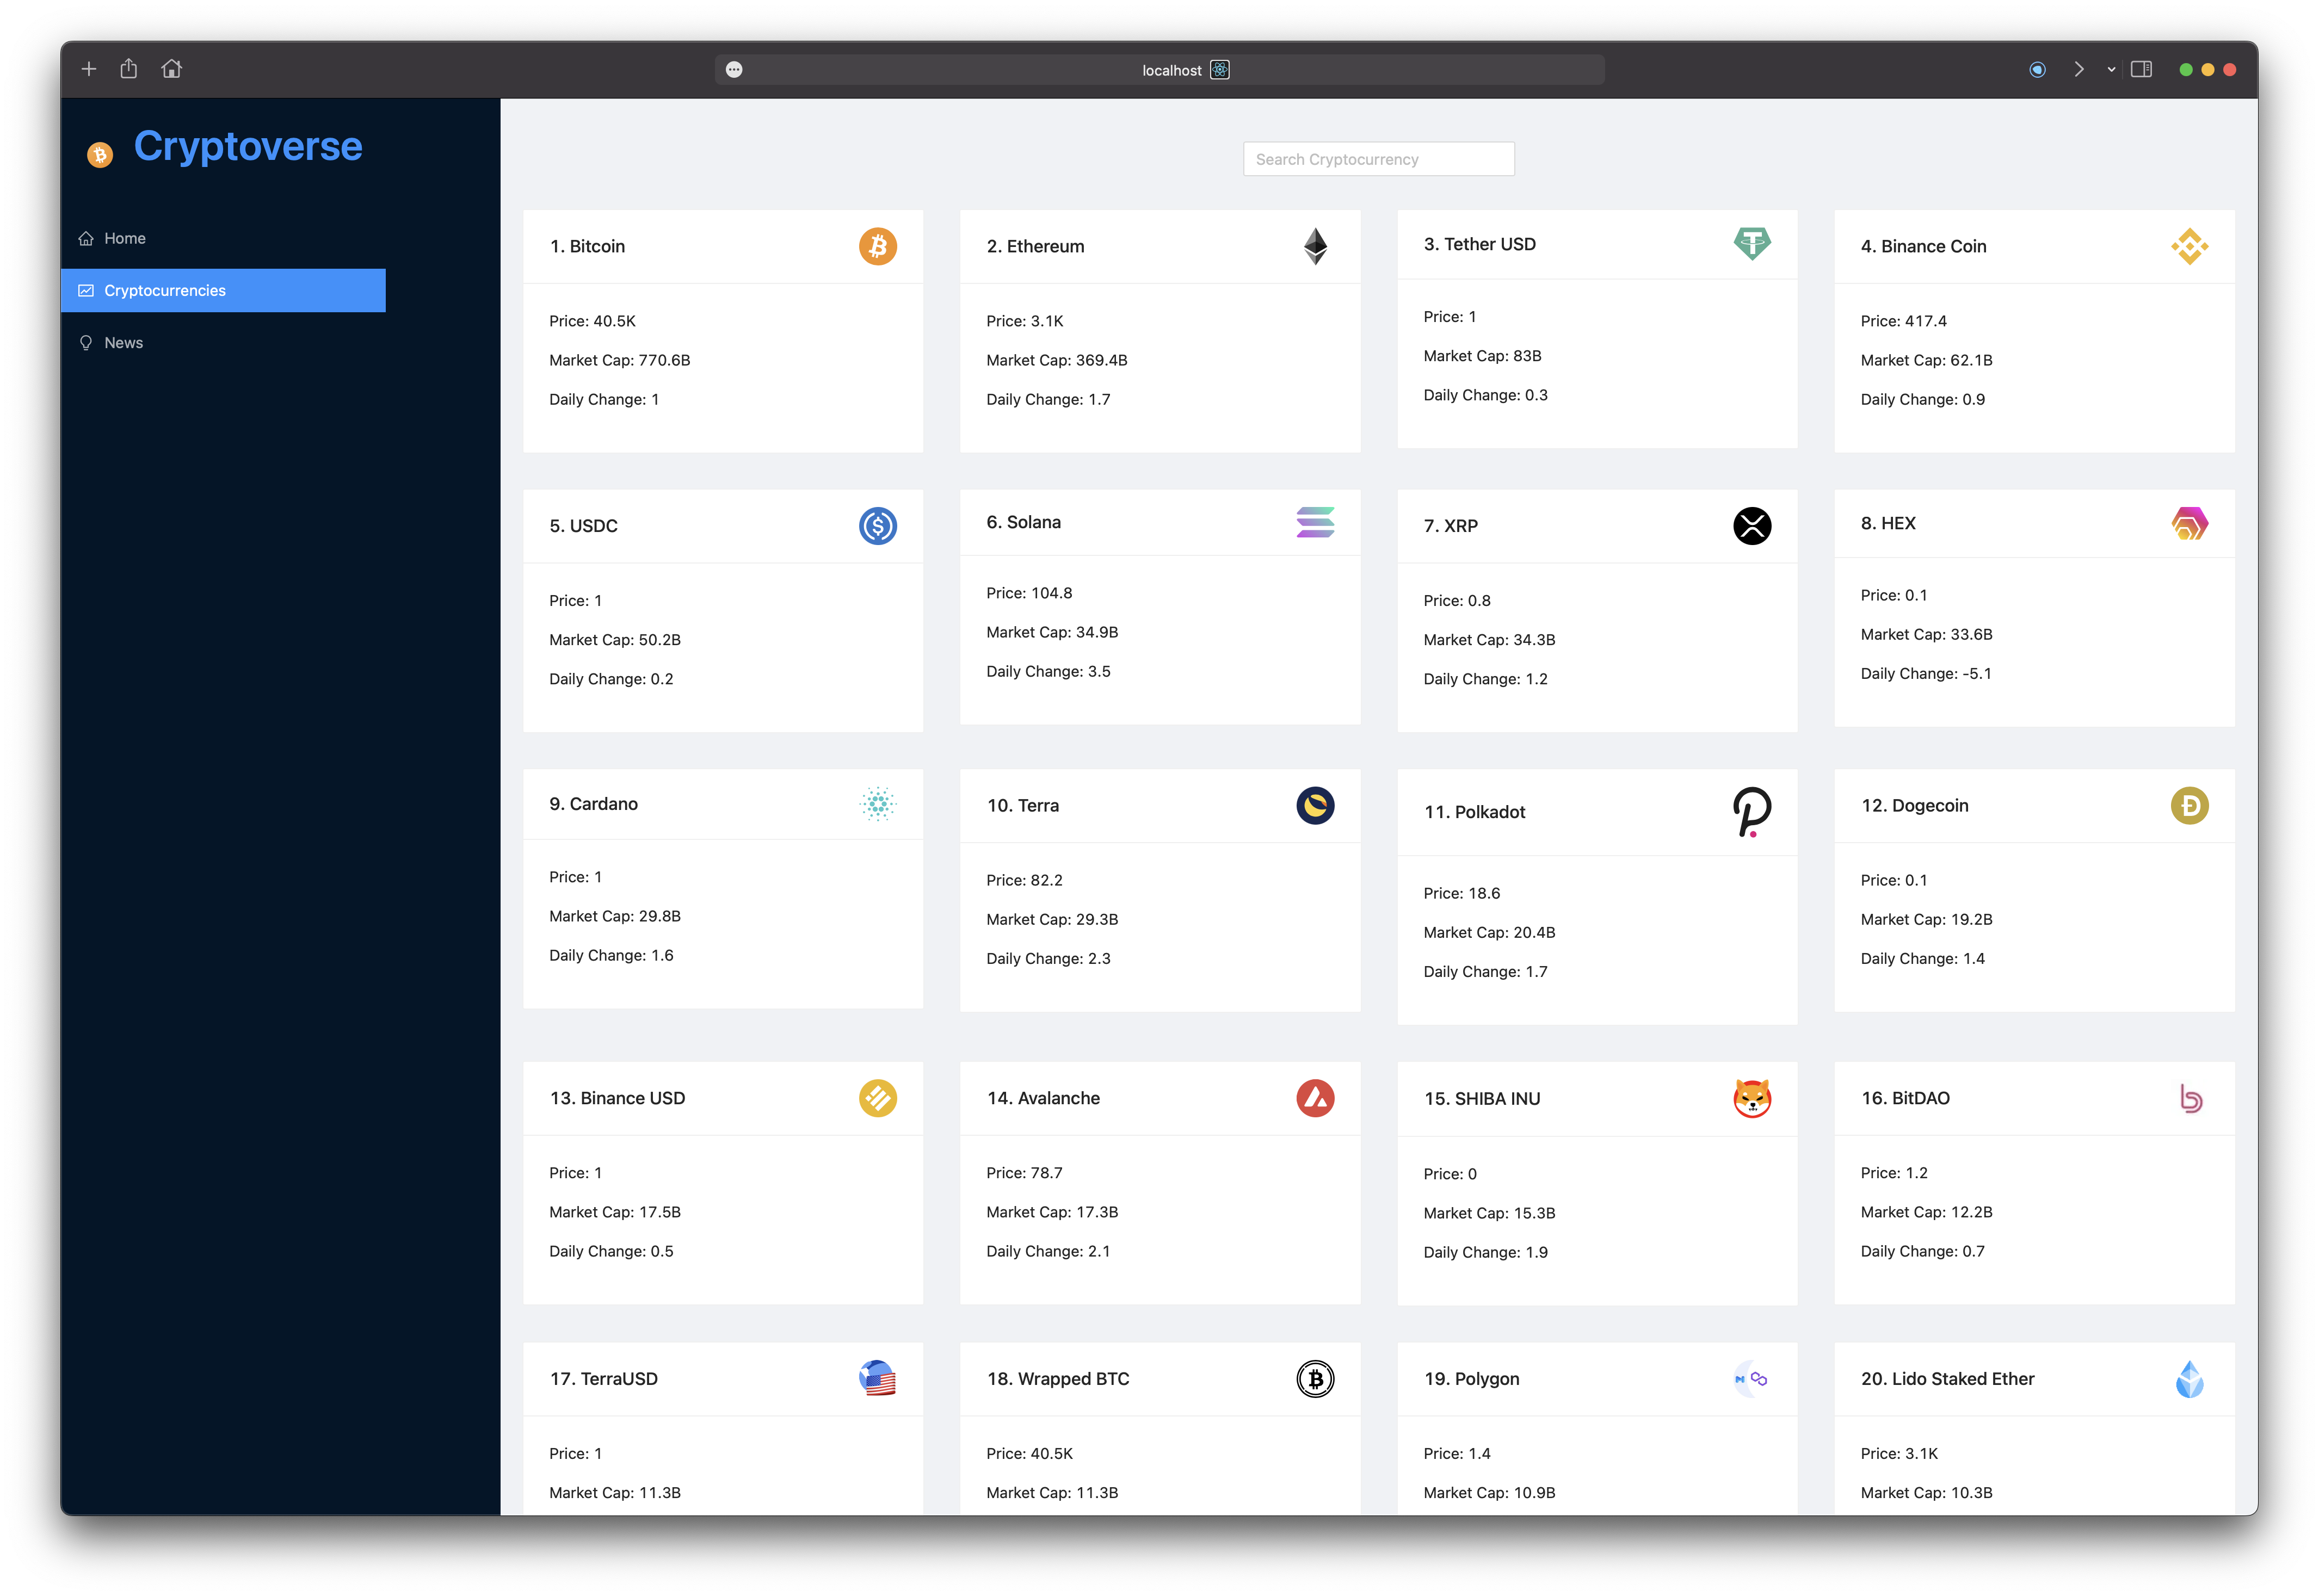 localhost
Cryptoverse
Home
Cryptocurrencies
News
Search Cryptocurrency
1. Bitcoin
Price: 40.5K
Market Cap: 770.6B
Daily Change: 1
2. Ethereum
Price: 3.1K
Market Cap: 369.4B
Daily Change: 1.7
3. Tether USD
Price: 1
Market Cap: 83B
Daily Change: 0.3
4. Binance Coin
Price: 417.4
Market Cap: 62.1B
Daily Change: 0.9
5. USDC
Price: 1
Market Cap: 50.2B
Daily Change: 0.2
6. Solana
Price: 104.8
Market Cap: 34.9B
Daily Change: 3.5
7. XRP
Price: 0.8
Market Cap: 34.3B
Daily Change: 1.2
8. HEX
Price: 0.1
Market Cap: 33.6B
Daily Change: -5.1
9. Cardano
Price: 1
Market Cap: 29.8B
Daily Change: 1.6
10. Terra
Price: 82.2
Market Cap: 29.3B
Daily Change: 2.3
11. Polkadot
Price: 18.6
Market Cap: 20.4B
Daily Change: 1.7
12. Dogecoin
Price: 0.1
Market Cap: 19.2B
Daily Change: 1.4
13. Binance USD
Price: 1
Market Cap: 17.5B
Daily Change: 0.5
14. Avalanche
Price: 78.7
Market Cap: 17.3B
Daily Change: 2.1
15. SHIBA INU
Price: 0
Market Cap: 15.3B
Daily Change: 1.9
16. BitDAO
Price: 1.2
Market Cap: 12.2B
Daily Change: 0.7
17. TerraUSD
Price: 1
Market Cap: 11.3B
18. Wrapped BTC
Price: 40.5K
Market Cap: 11.3B
19. Polygon
Price: 1.4
Market Cap: 10.9B
20. Lido Staked Ether
Price: 3.1K
Market Cap: 10.3B